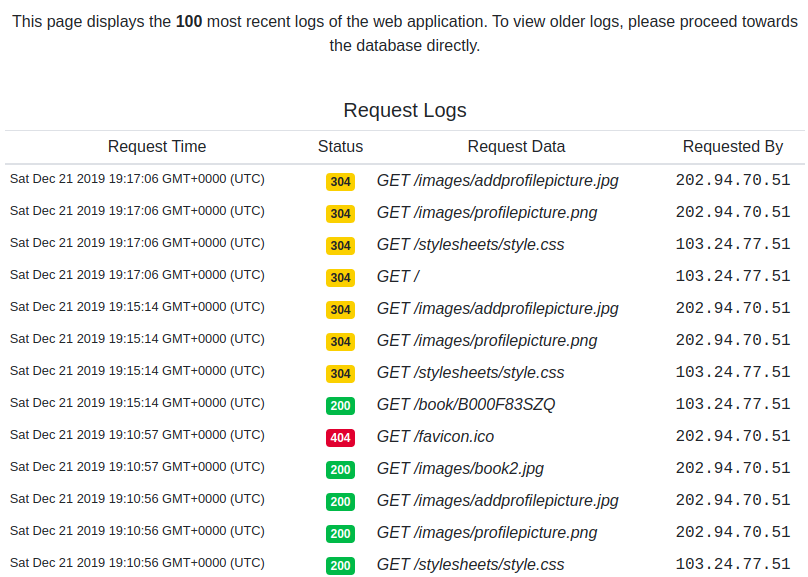 This page displays the 100 most recent logs of the web application. To view older logs, please proceed towards
the database directly.
Request Logs
Request Time Status Request Data Requested By
Sat Dec 21 2019 19:17:06 GMT+0000 (UTC) 304 GET /images/addprofilepicture.jpg 202.94.70.51
Sat Dec 21 2019 19:17:06 GMT+0000 (UTC) 304 GET /images/profilepicture.png 202.94.70.51
Sat Dec 21 2019 19:17:06 GMT+0000 (UTC) 304 GET /stylesheets/style.css 103.24.77.51
Sat Dec 21 2019 19:17:06 GMT+0000 (UTC) 304 GET / 103.24.77.51
Sat Dec 21 2019 19:15:14 GMT+0000 (UTC) 304 GET /images/addprofilepicture.jpg 202.94.70.51
Sat Dec 21 2019 19:15:14 GMT+0000 (UTC) 304 GET /images/profilepicture.png 202.94.70.51
Sat Dec 21 2019 19:15:14 GMT+0000 (UTC) 304 GET /stylesheets/style.css 103.24.77.51
Sat Dec 21 2019 19:15:14 GMT+0000 (UTC) 200 GET /book/B000F83SZQ 103.24.77.51
Sat Dec 21 2019 19:10:57 GMT+0000 (UTC) 404 GET /favicon.ico 202.94.70.51
Sat Dec 21 2019 19:10:57 GMT+0000 (UTC) 200 GET /images/book2.jpg 202.94.70.51
Sat Dec 21 2019 19:10:56 GMT+0000 (UTC) 200 GET /images/addprofilepicture.jpg 202.94.70.51
Sat Dec 21 2019 19:10:56 GMT+0000 (UTC) 200 GET /images/profilepicture.png 202.94.70.51
Sat Dec 21 2019 19:10:56 GMT+0000 (UTC) 200 GET /stylesheets/style.css 103.24.77.51